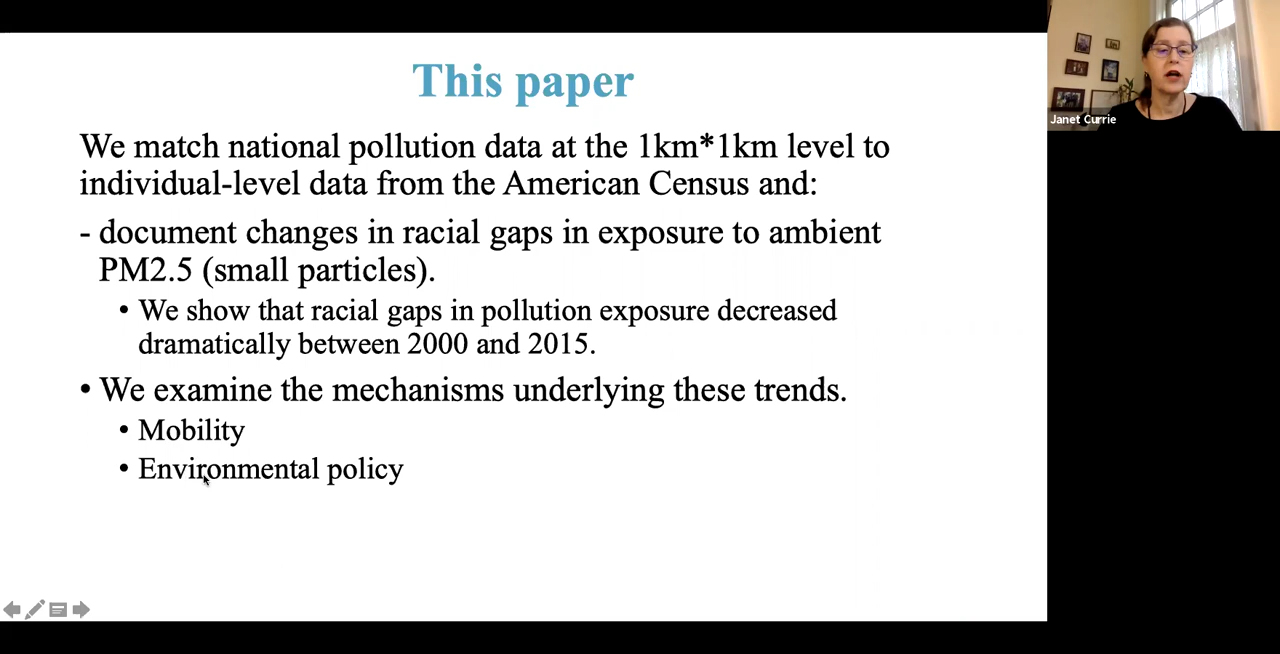 This paper
We match national pollution data at the 1km*1km level to
individual-level data from the American Census and:
- document changes in racial gaps in exposure to ambient
PM2.5 (small particles).
• We show that racial gaps in pollution exposure decreased
dramatically between 2000 and 2015.
• We examine the mechanisms underlying these trends.
• Mobility
• Environmental policy
Janet Currie